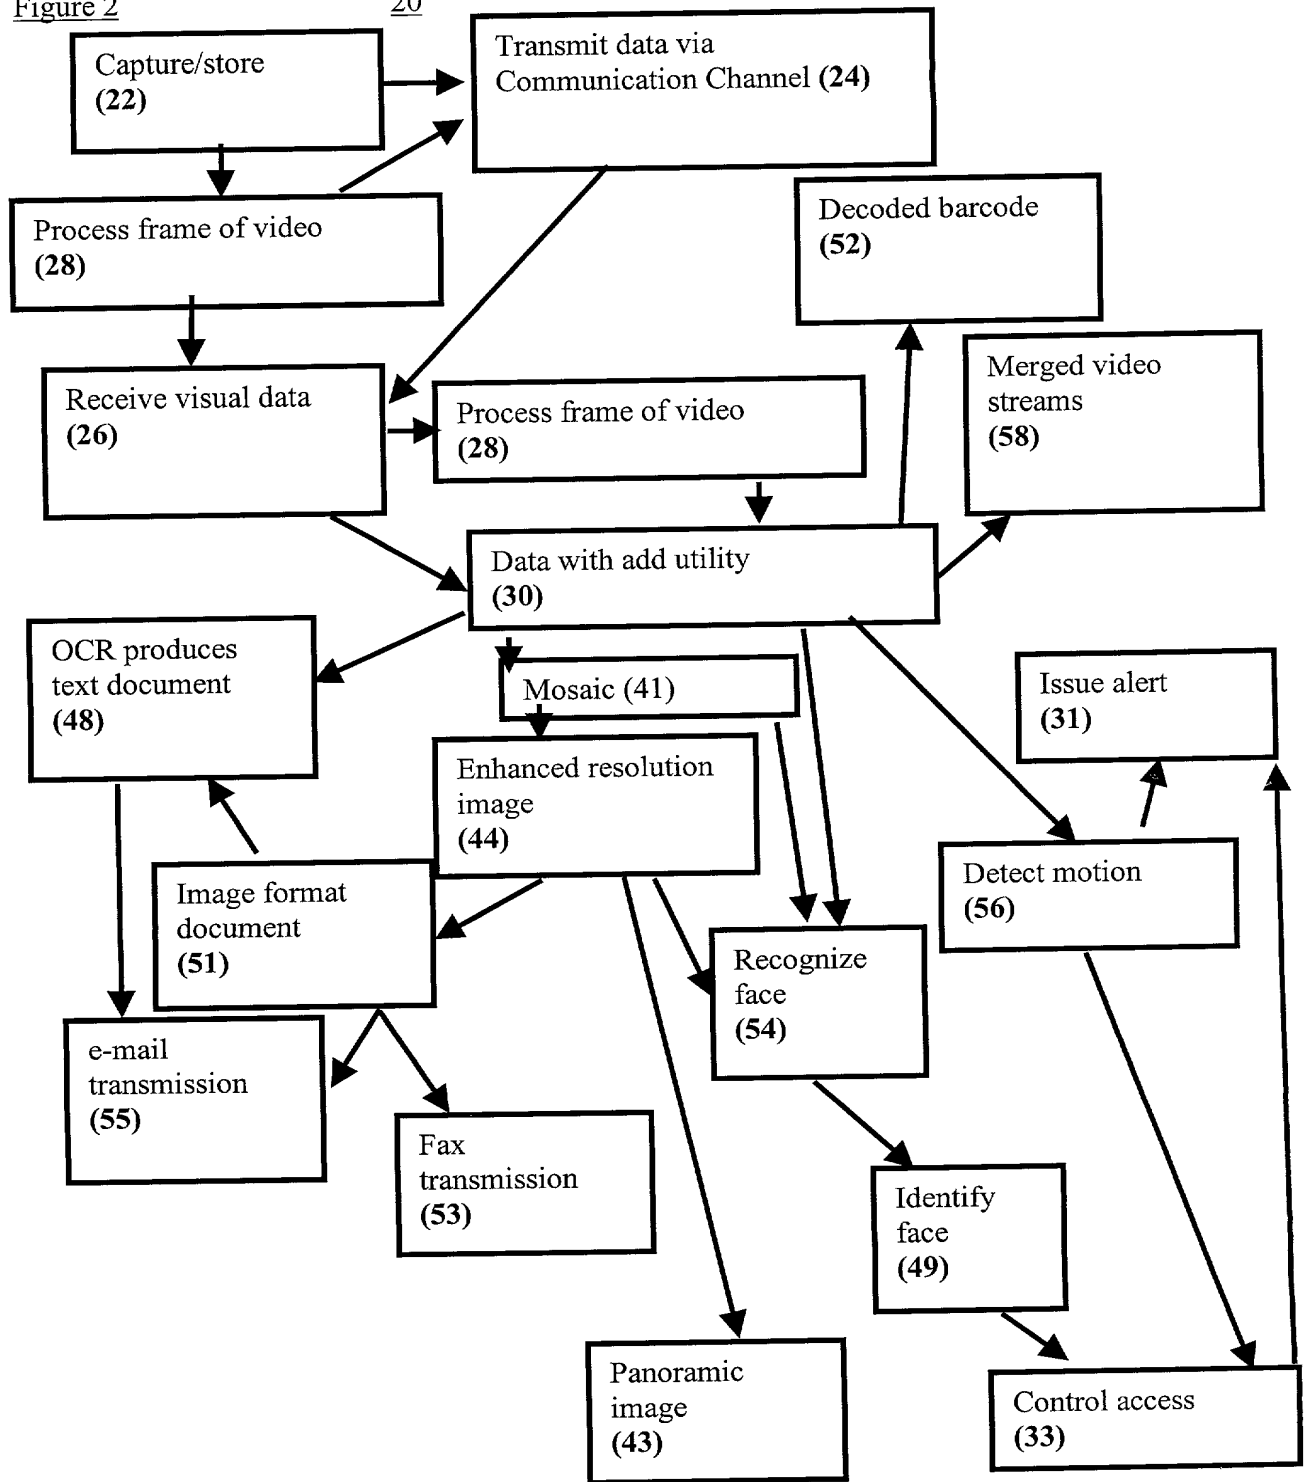 Figure 2
20
Capture/store
(22)
Transmit data via
Communication Channel (24)
Process frame of video
(28)
Decoded barcode
(52)
Merged video
streams
(58)
Receive visual data
(26)
Process frame of video
(28)
Data with add utility
(30)
OCR produces
text document
(48)
Mosaic (41)
Issue alert
(31)
Enhanced resolution
image
(44)
Image format
document
(51)
Detect motion
(56)
Recognize
face
(54)
e-mail
transmission
(55)
Fax
transmission
(53)
Identify
face
(49)
Panoramic
image
(43)
Control access
(33)